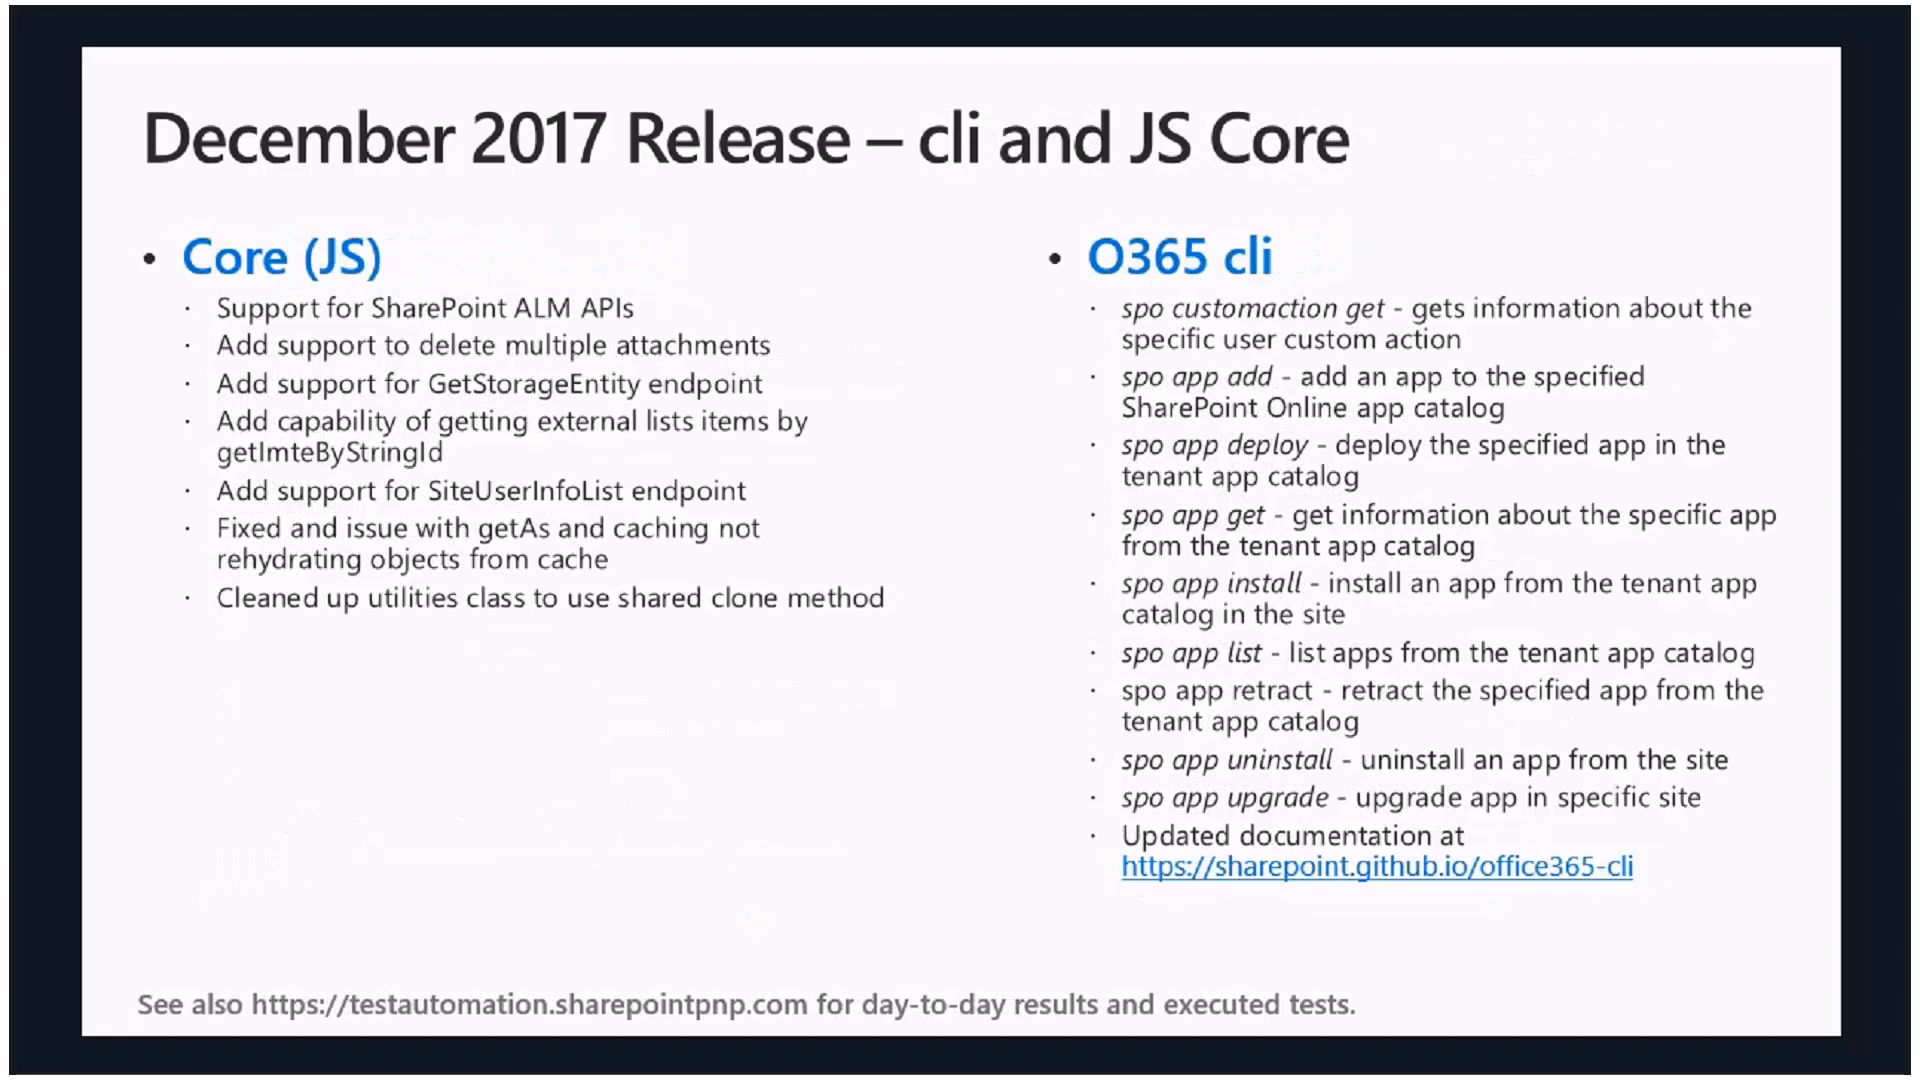 December 2017 Release – cli and JS Core
• Core (JS)
· Support for SharePoint ALM APIs
· Add support to delete multiple attachments
· Add support for GetStorageEntity endpoint
· Add capability of getting external lists items by
getImteByStringId
· Add support for SiteUserInfoList endpoint
· Fixed and issue with getAs and caching not
rehydrating objects from cache
· Cleaned up utilities class to use shared clone method
• O365 cli
· spo customaction get - gets information about the
specific user custom action
· spo app add - add an app to the specified
SharePoint Online app catalog
· spo app deploy - deploy the specified app in the
tenant app catalog
· spo app get - get information about the specific app
from the tenant app catalog
· spo app install - install an app from the tenant app
catalog in the site
· spo app list - list apps from the tenant app catalog
· spo app retract - retract the specified app from the
tenant app catalog
· spo app uninstall - uninstall an app from the site
· spo app upgrade - upgrade app in specific site
· Updated documentation at
https://sharepoint.github.io/office365-cli
See also https://testautomation.sharepointpnp.com for day-to-day results and executed tests.